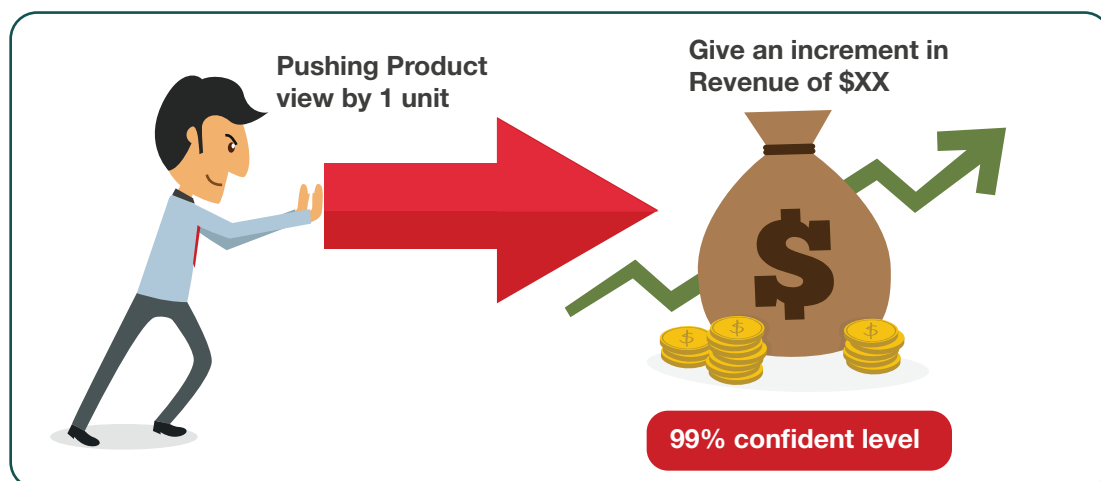 Pushing Product
view by 1 unit
Give an increment in
Revenue of $XX
$
$
$
$
99% confident level